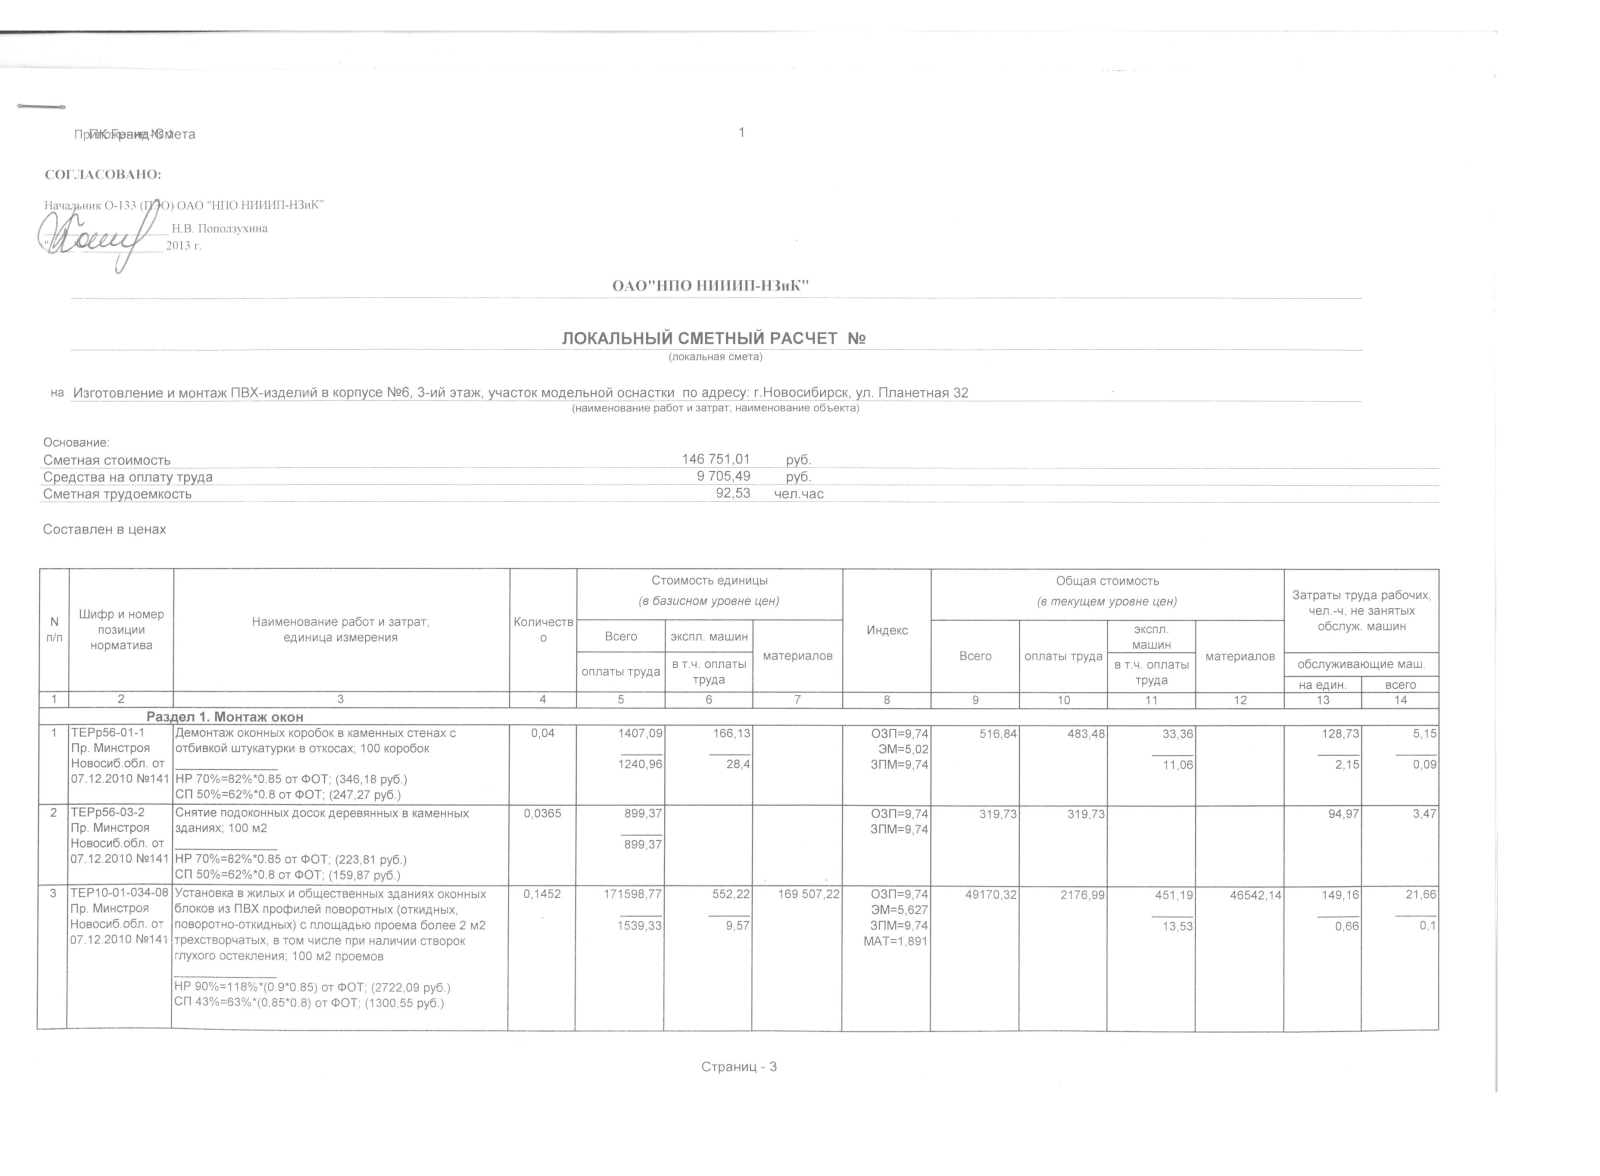 ПК Гранд-Смета
1
СОГЛАСОВАНО:
Начальник О-133 (ПЭО) ОАО "НПО НИИИП-НЗиК"
Н.В. Поползухина
2013 г.
ОАО"НПО НИИИП-НЗиК"
ЛОКАЛЬНЫЙ СМЕТНЫЙ РАСЧЕТ №
(локальная смета)
на Изготовление и монтаж ПВХ-изделий в корпусе №6, 3-ий этаж, участок модельной оснастки по адресу: г.Новосибирск, ул. Планетная 32
(наименование работ и затрат, наименование объекта)
Основание:
Сметная стоимость 146 751,01 руб.
Средства на оплату труда 9 705,49 руб.
Сметная трудоемкость 92,53 чел.час
Составлен в ценах
N п/п
Шифр и номер позиции норматива
Наименование работ и затрат, единица измерения
Количество
Стоимость единицы
(в базисном уровне цен)
Всего
оплаты труда
экспл. машин
в т.ч. оплаты труда
материалов
Индекс
Общая стоимость
(в текущем уровне цен)
Всего
оплаты труда
экспл. машин
в т.ч. оплаты труда
материалов
Затраты труда рабочих, чел.-ч, не занятых обслуж. машин
обслуживающие маш.
на един. всего
1 2 3 4 5 6 7 8 9 10 11 12 13 14
Раздел 1. Монтаж окон
1 ТЕРр56-01-1 Демонтаж оконных коробок в каменных стенах с 0,04 1407,09 166,13 ОЗП=9,74 516,84 483,48 33,36 128,73 5,15
Пр. Минстроя отбивкой штукатурки в откосах; 100 коробок ЭМ=5,02
Новосиб.обл. от 1240,96 28,4 ЗПМ=9,74 11,06 2,15 0,09
07.12.2010 №141 НР 70%=82%*0.85 от ФОТ; (346,18 руб.)
СП 50%=62%*0.8 от ФОТ; (247,27 руб.)
2 ТЕРр56-03-2 Снятие подоконных досок деревянных в каменных 0,0365 899,37 ОЗП=9,74 319,73 319,73 94,97 3,47
Пр. Минстроя зданиях; 100 м2 ЗПМ=9,74
Новосиб.обл. от 899,37
07.12.2010 №141 НР 70%=82%*0.85 от ФОТ; (223,81 руб.)
СП 50%=62%*0.8 от ФОТ; (159,87 руб.)
3 ТЕР10-01-034-08 Установка в жилых и общественных зданиях оконных 0,1452 171598,77 552,22 169 507,22 ОЗП=9,74 49170,32 2176,99 451,19 46542,14 149,16 21,66
Пр. Минстроя блоков из ПВХ профилей поворотных (откидных, ЭМ=5,627
Новосиб.обл. от поворотно-откидных) с площадью проема более 2 м2 1539,33 9,57 ЗПМ=9,74 13,53 0,66 0,1
07.12.2010 №141 трехстворчатых, в том числе при наличии створок МАТ=1,891
глухого остекления; 100 м2 проемов
НР 90%=118%*(0.9*0.85) от ФОТ; (2722,09 руб.)
СП 43%=63%*(0.85*0.8) от ФОТ; (1300,55 руб.)
Страниц - 3